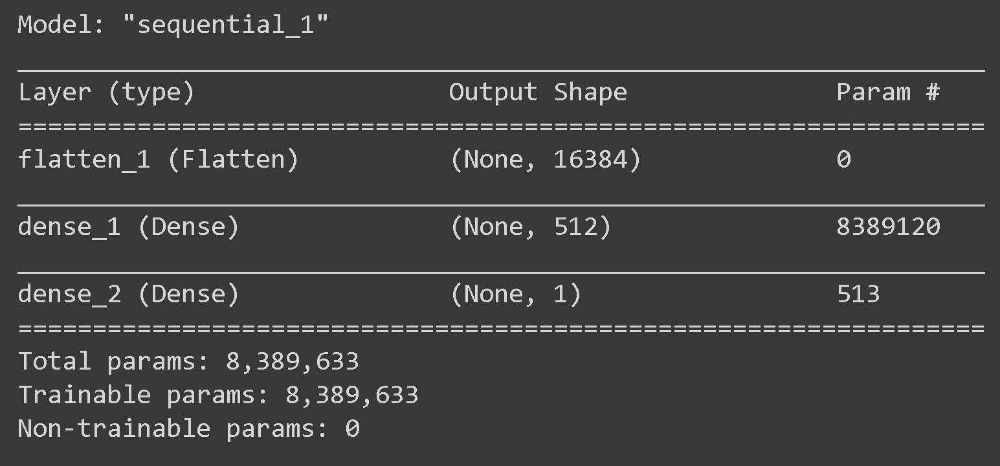 Model: "sequential_1"
_________________________________________________________________
Layer (type)                 Output Shape              Param #
=================================================================
flatten_1 (Flatten)          (None, 16384)             0
_________________________________________________________________
dense_1 (Dense)              (None, 512)               8389120
_________________________________________________________________
dense_2 (Dense)              (None, 1)                 513
=================================================================
Total params: 8,389,633
Trainable params: 8,389,633
Non-trainable params: 0